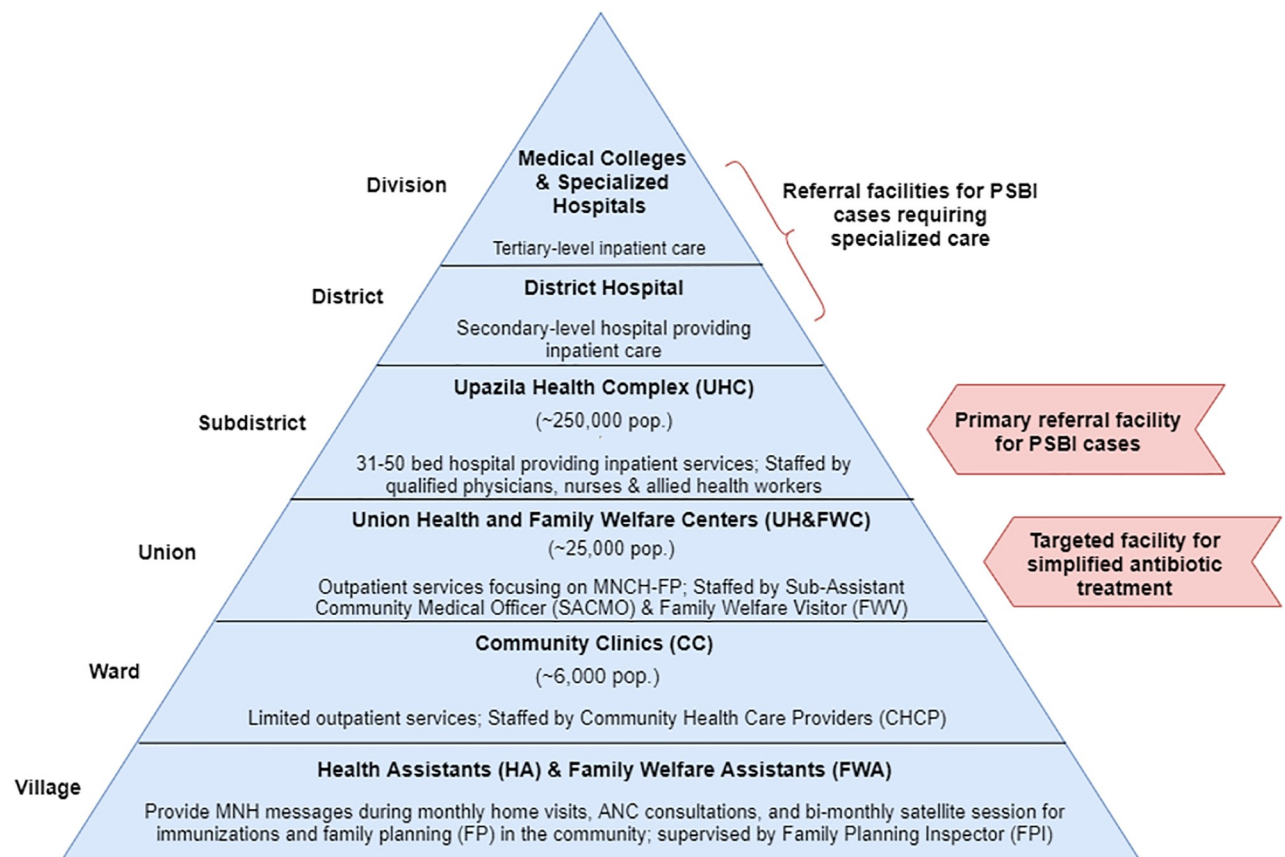 Division
Medical Colleges
& Specialized
Hospitals
Tertiary-level inpatient care
Referral facilities for PSBI
cases requiring
specialized care
District
District Hospital
Secondary-level hospital providing
inpatient care
Subdistrict
Upazila Health Complex (UHC)
(~250,000 pop.)
31-50 bed hospital providing inpatient services; Staffed by
qualified physicians, nurses & allied health workers
Primary referral facility
for PSBI cases
Union
Union Health and Family Welfare Centers (UH&FWC)
(~25,000 pop.)
Outpatient services focusing on MNCH-FP; Staffed by Sub-Assistant
Community Medical Officer (SACMO) & Family Welfare Visitor (FWV)
Targeted facility for
simplified antibiotic
treatment
Ward
Community Clinics (CC)
(~6,000 pop.)
Limited outpatient services; Staffed by Community Health Care Providers (CHCP)
Village
Health Assistants (HA) & Family Welfare Assistants (FWA)
Provide MNH messages during monthly home visits, ANC consultations, and bi-monthly satellite session for
immunizations and family planning (FP) in the community; supervised by Family Planning Inspector (FPI)